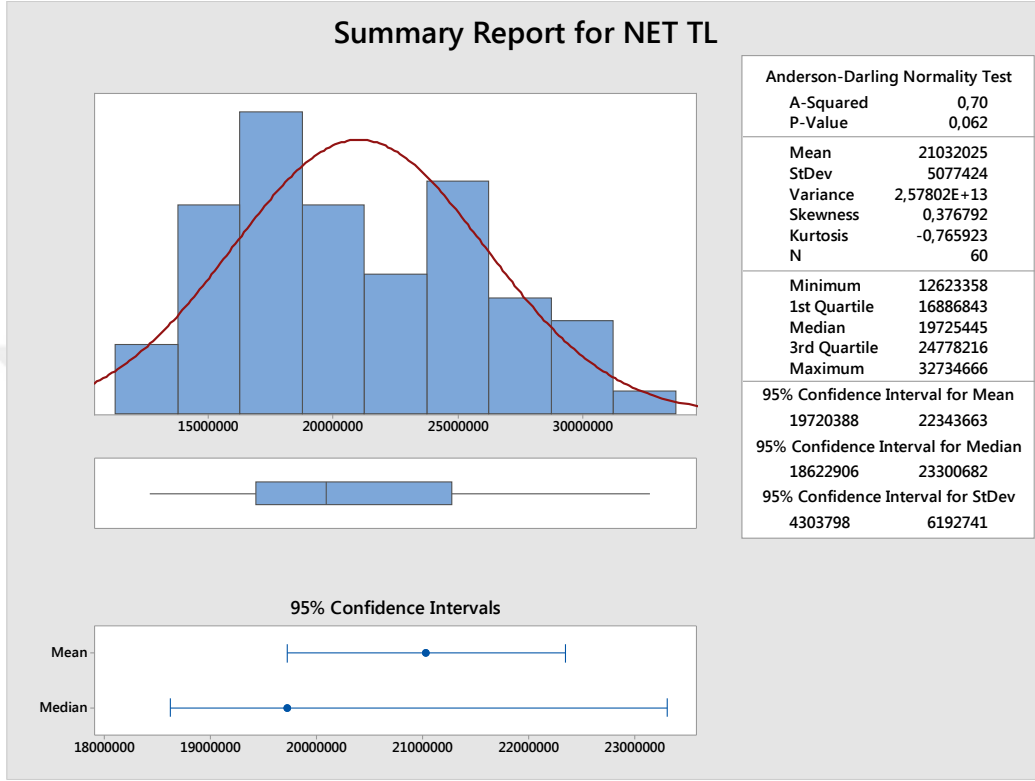 Summary Report for NET TL
15000000 20000000 25000000 30000000
95% Confidence Intervals
Mean
Median
18000000 19000000 20000000 21000000 22000000 23000000
Anderson-Darling Normality Test
A-Squared 0,70
P-Value 0,062
Mean 21032025
StDev 5077424
Variance 2,57802E+13
Skewness 0,376792
Kurtosis -0,765923
N 60
Minimum 12623358
1st Quartile 16886843
Median 19725445
3rd Quartile 24778216
Maximum 32734666
95% Confidence Interval for Mean
19720388 22343663
95% Confidence Interval for Median
18622906 23300682
95% Confidence Interval for StDev
4303798 6192741